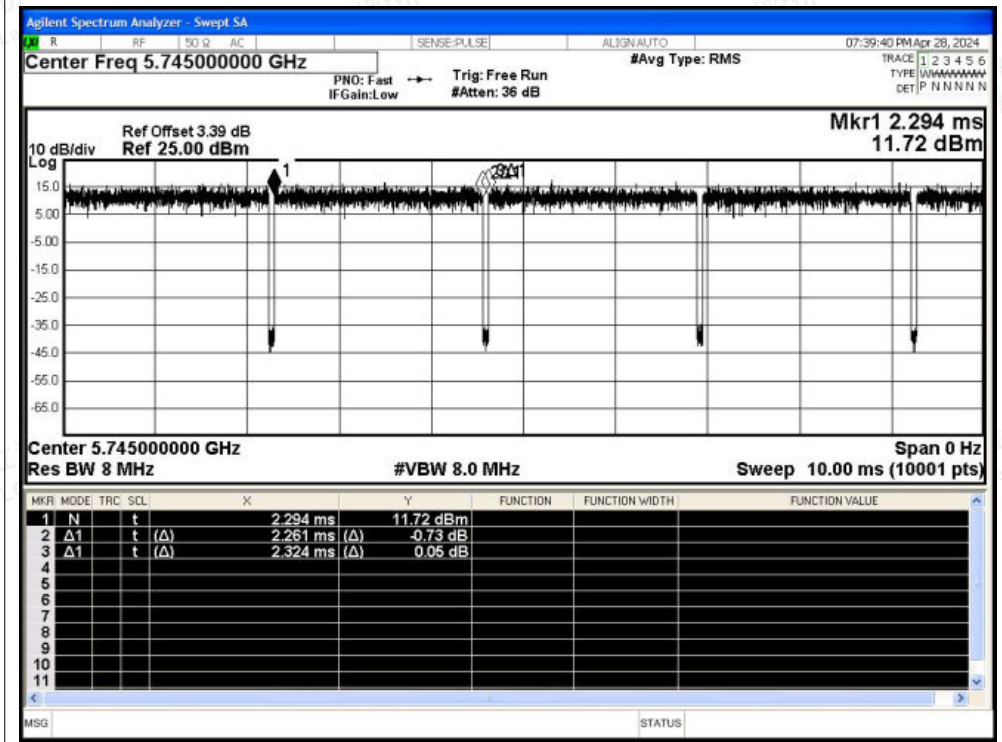 Agilent Spectrum Analyzer - Swept SA
LXI R RF 50 Ω AC SENSE:PULSE ALIGN AUTO 07:39:40 PM Apr 28, 2024
Center Freq 5.745000000 GHz #Avg Type: RMS TRACE 1 2 3 4 5 6
PNO: Fast Trig: Free Run TYPE WWWWWW
IFGain:Low #Atten: 36 dB DET P N N N N N
Mkr1 2.294 ms
Ref Offset 3.39 dB
10 dB/div Ref 25.00 dBm 11.72 dBm
Log
1
15.0
5.00
-5.00
-15.0
-25.0
-35.0
-45.0
-55.0
-65.0
Center 5.745000000 GHz Span 0 Hz
Res BW 8 MHz #VBW 8.0 MHz Sweep 10.00 ms (10001 pts)
MKR MODE TRC SCL X Y FUNCTION FUNCTION WIDTH FUNCTION VALUE
1 N t 2.294 ms 11.72 dBm
2 Δ1 t (Δ) 2.261 ms (Δ) -0.73 dB
3 Δ1 t (Δ) 2.324 ms (Δ) 0.05 dB
4
5
6
7
8
9
10
11
MSG STATUS